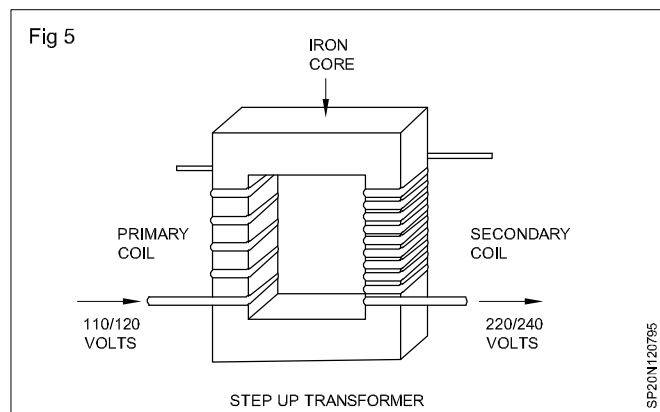 Fig 5
IRON
CORE
PRIMARY
COIL
SECONDARY
COIL
110/120
VOLTS
220/240
VOLTS
STEP UP TRANSFORMER
SP20N120795